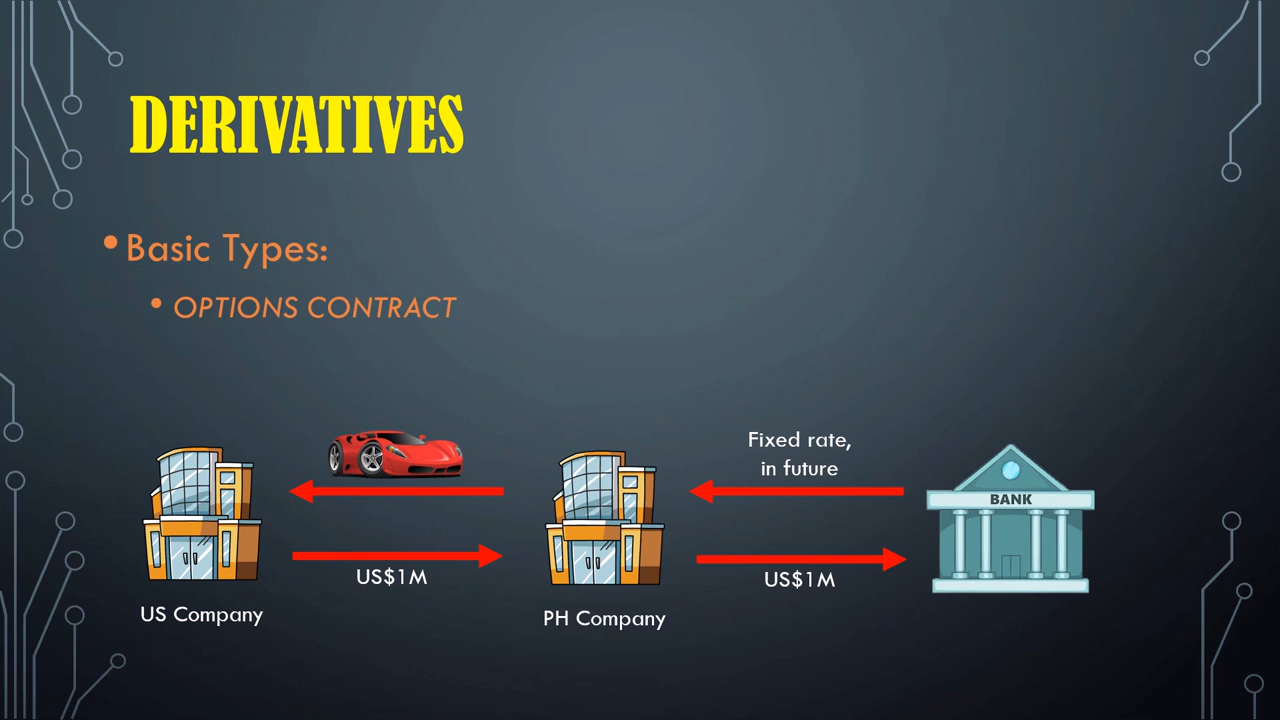 DERIVATIVES
• Basic Types:
• OPTIONS CONTRACT
Fixed rate,
in future
BANK
US$1M
US$1M
US Company
PH Company